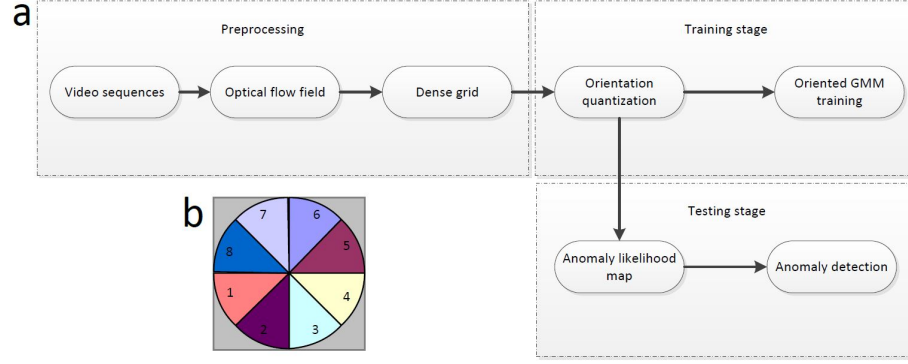 a
Preprocessing
Training stage
Video sequences
Optical flow field
Dense grid
Orientation
quantization
Oriented GMM
training
b
7
6
8
5
1
4
2
3
Testing stage
Anomaly likelihood
map
Anomaly detection